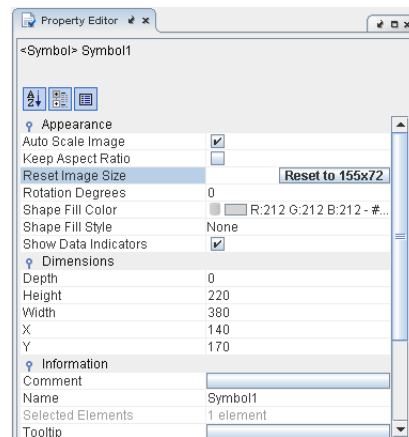 Property Editor
<Symbol> Symbol1
Appearance
Auto Scale Image
Keep Aspect Ratio
Reset Image Size Reset to 155x72
Rotation Degrees 0
Shape Fill Color R:212 G:212 B:212 - #...
Shape Fill Style None
Show Data Indicators
Dimensions
Depth 0
Height 220
Width 380
X 140
Y 170
Information
Comment
Name Symbol1
Selected Elements 1 element
Tooltip